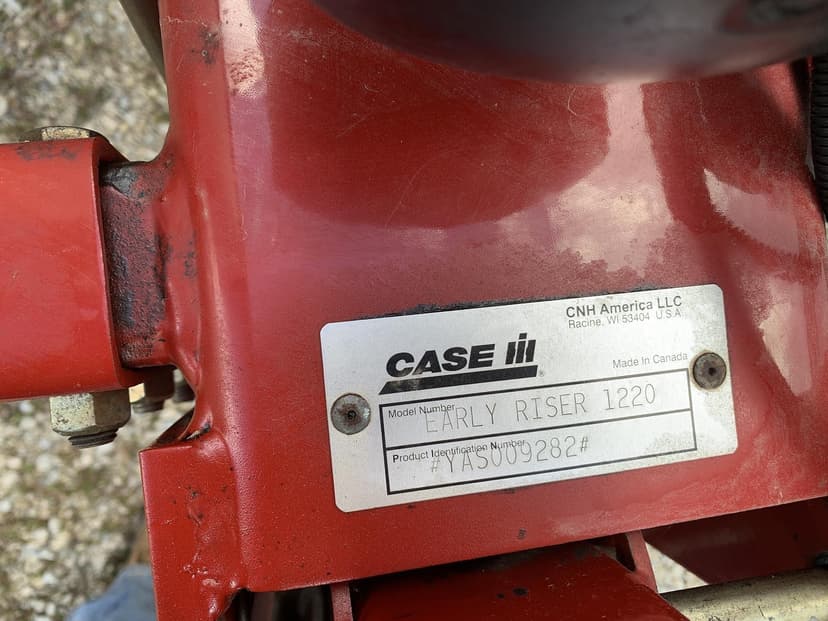 CNH America LLC
Racine, WI 53404 U.S.A
CASE IH
Made in Canada
Model Number
EARLY RISER 1220
Product Identification Number
#YAS009282#